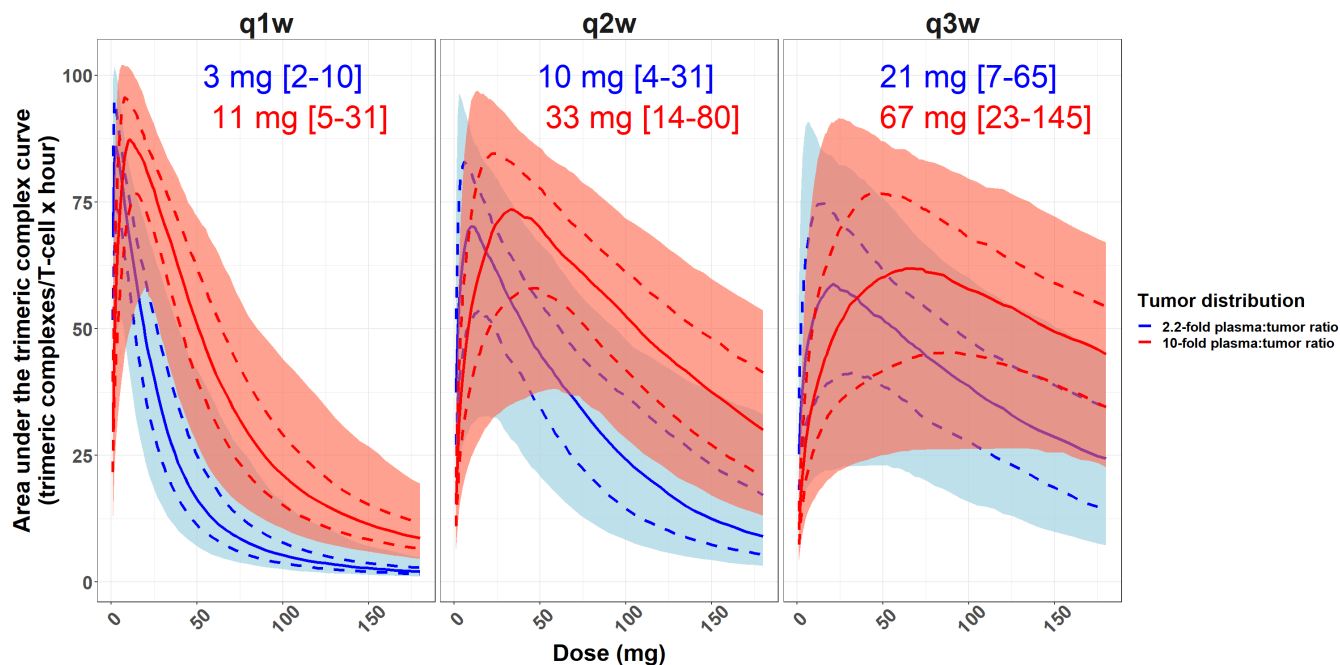 q1w
q2w
q3w
3 mg [2-10]
11 mg [5-31]
10 mg [4-31]
33 mg [14-80]
21 mg [7-65]
67 mg [23-145]
Area under the trimeric complex curve
(trimeric complexes/T-cell x hour)
100
75
50
25
0
0
50
100
150
0
50
100
150
0
50
100
150
Dose (mg)
Tumor distribution
2.2-fold plasma:tumor ratio
10-fold plasma:tumor ratio